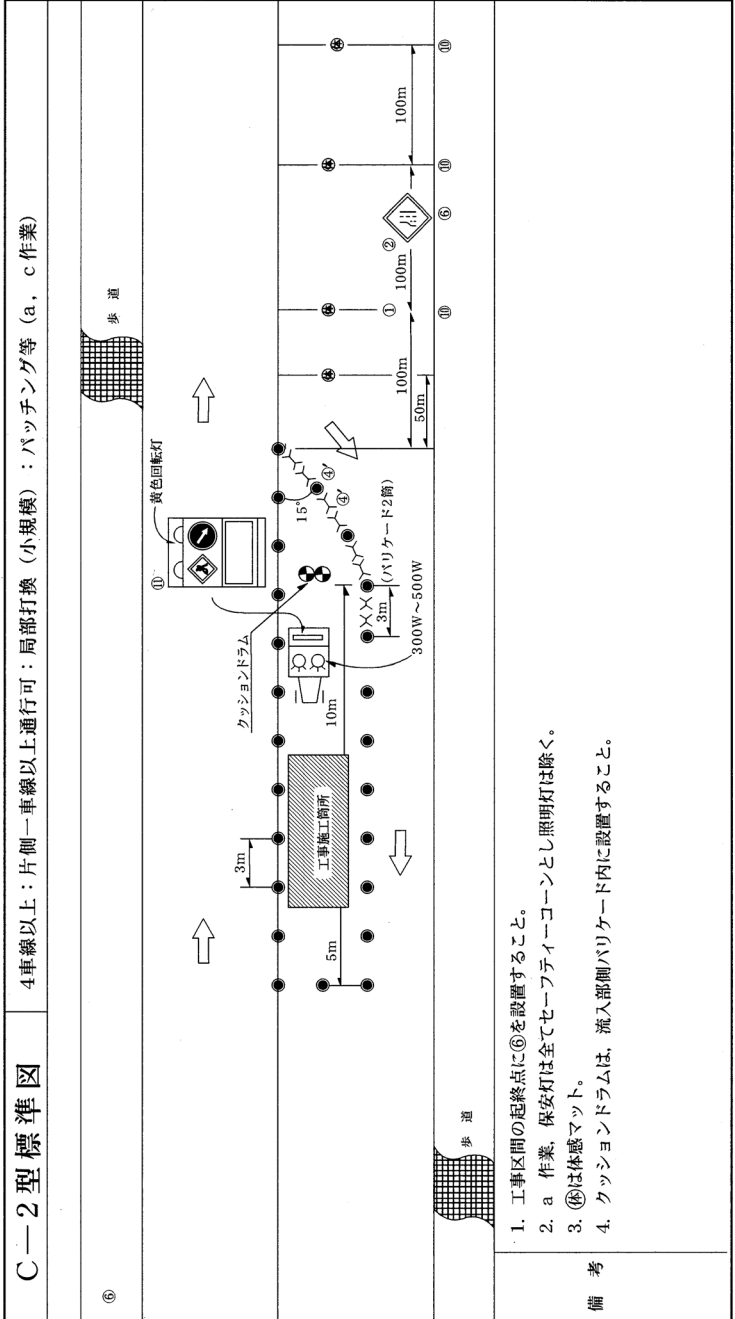 C―2型標準図
4車線以上：片側一車線以上通行可：局部打換（小規模）：パッチング等（a，c作業）
⑥
歩　道
黄色回転灯
⑪
クッションドラム
15°
④'
④'
(バリケード2筒)
3m
300W～500W
10m
工事施工箇所
3m
5m
50m
100m
100m
100m
①
②
⑥
⑩
⑩
⑩
㊡
㊡
㊡
㊡
歩　道
備　考
1. 工事区間の起終点に⑥を設置すること。
2. a 作業，保安灯は全てセーフティーコーンとし照明灯は除く。
3. ㊡は体感マット。
4. クッションドラムは，流入部側バリケード内に設置すること。